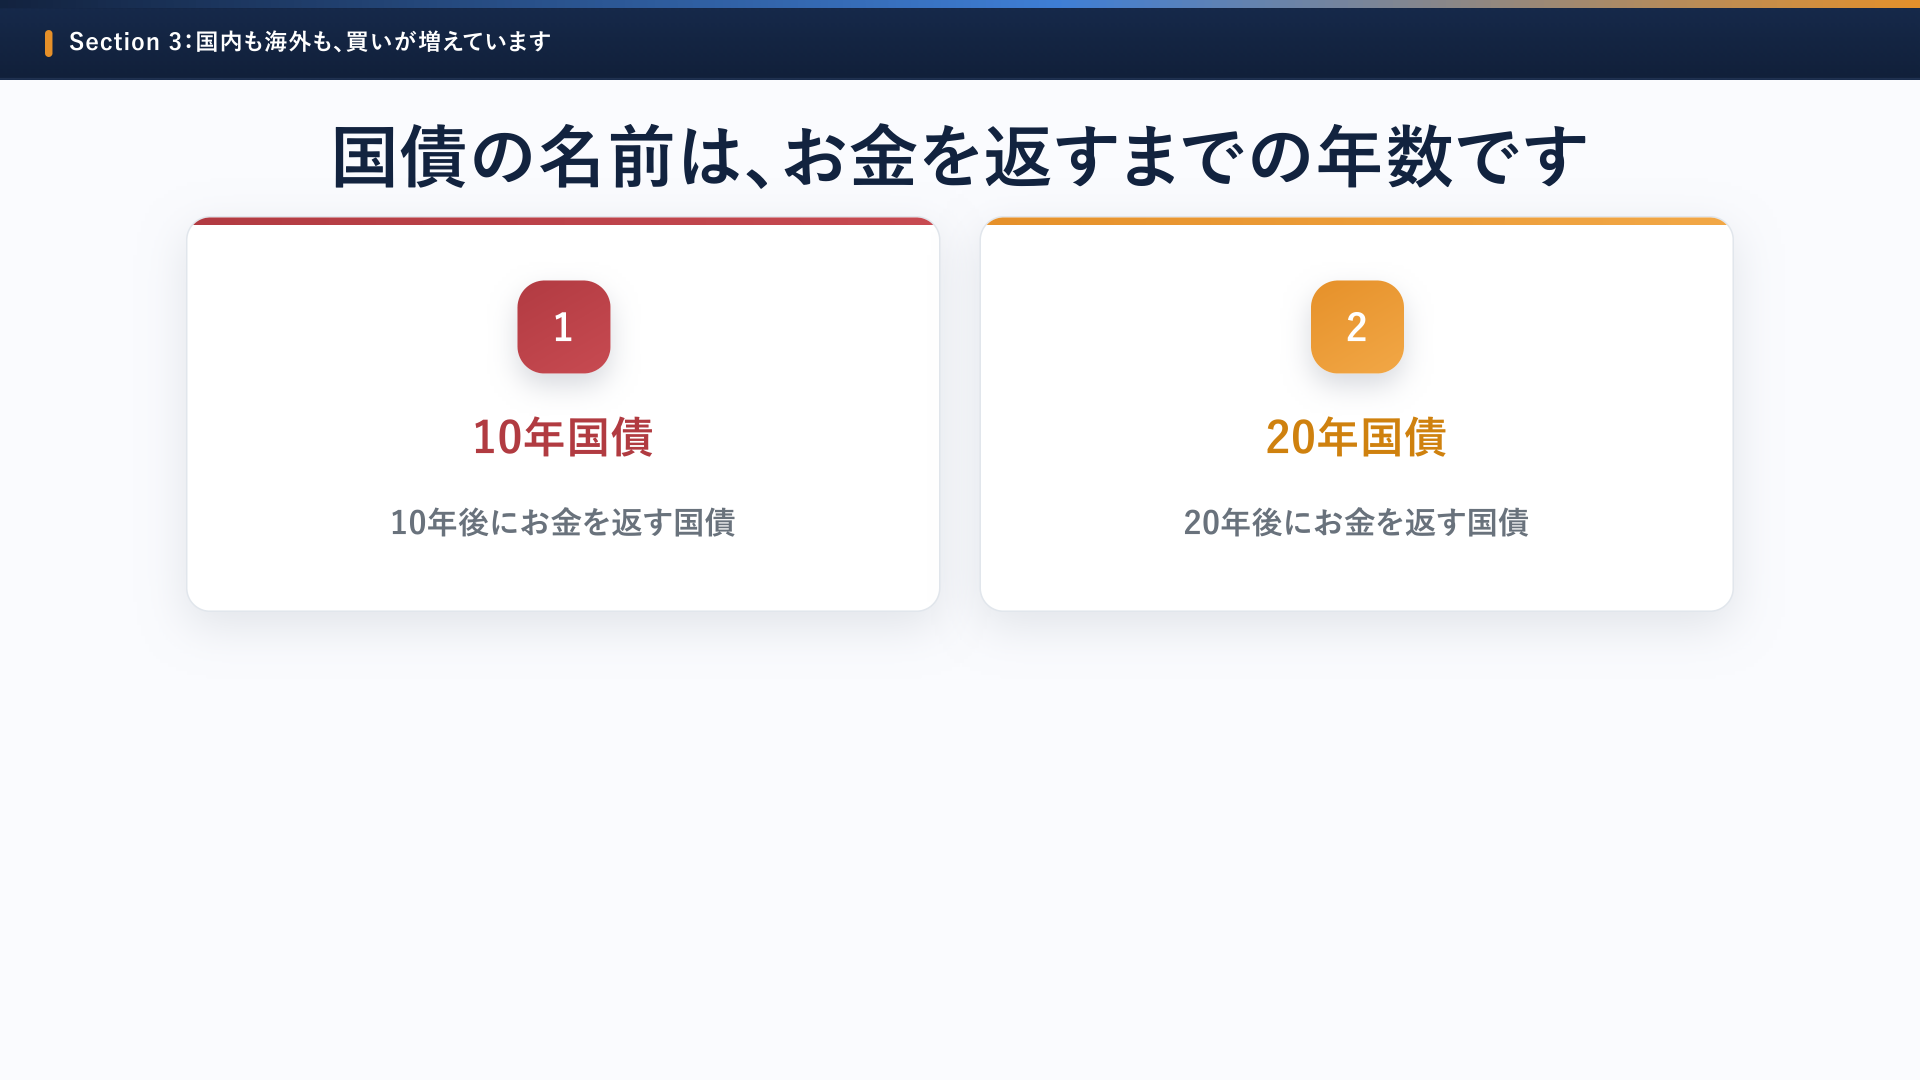 Section 3：国内も海外も、買いが増えています
国債の名前は、お金を返すまでの年数です
1
10年国債
10年後にお金を返す国債
2
20年国債
20年後にお金を返す国債